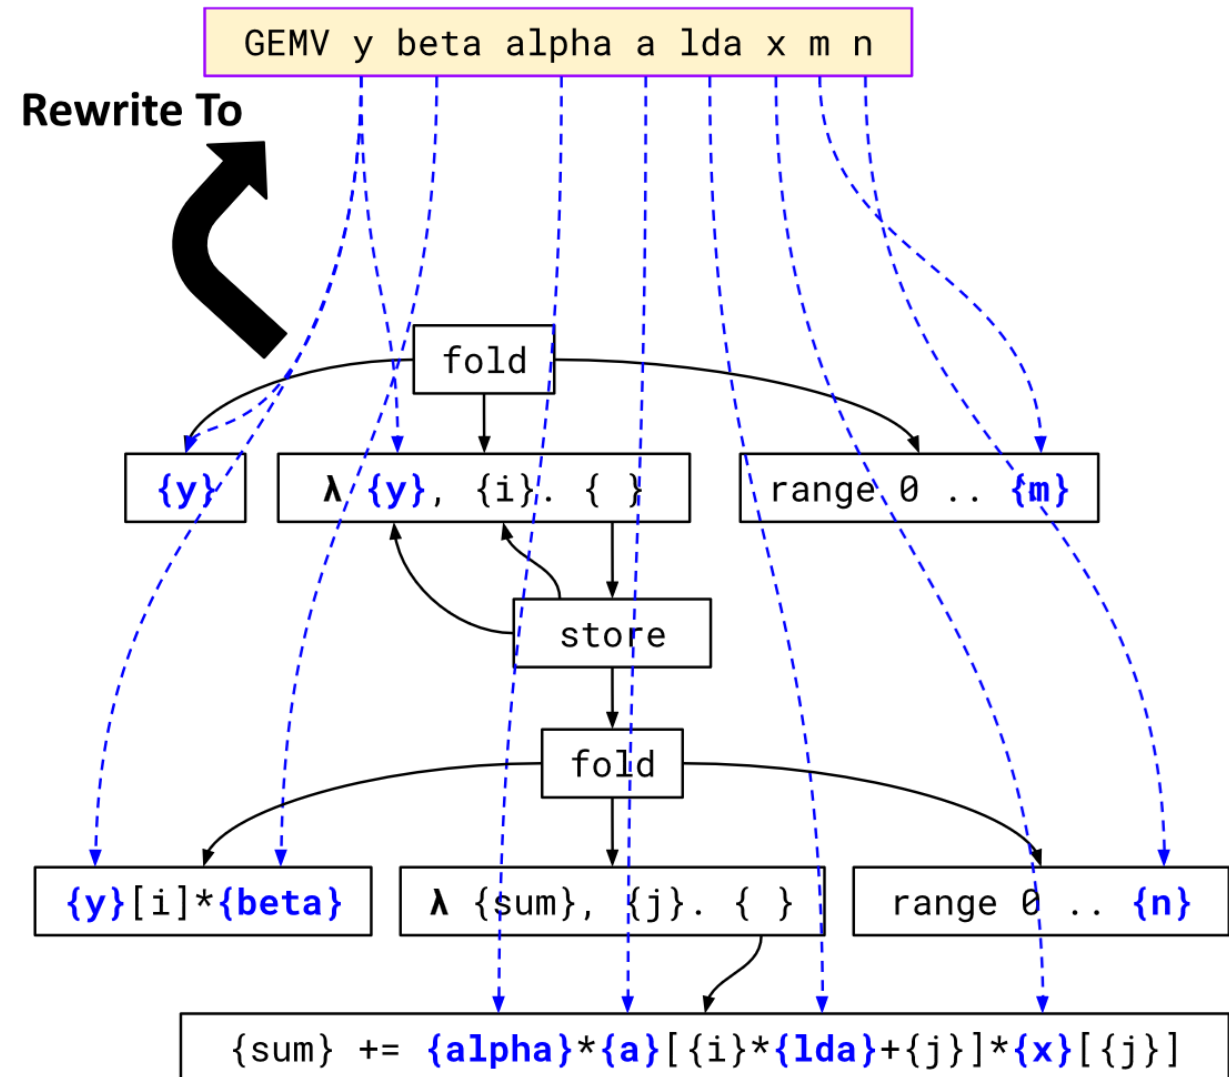 GEMV y beta alpha a lda x m n
Rewrite To
fold
{y}
λ {y}, {i}. { }
range 0 .. {m}
store
fold
{y}[i]*{beta}
λ {sum}, {j}. { }
range 0 .. {n}
{sum} += {alpha}*{a}[{i}*{lda}+{j}]*{x}[{j}]